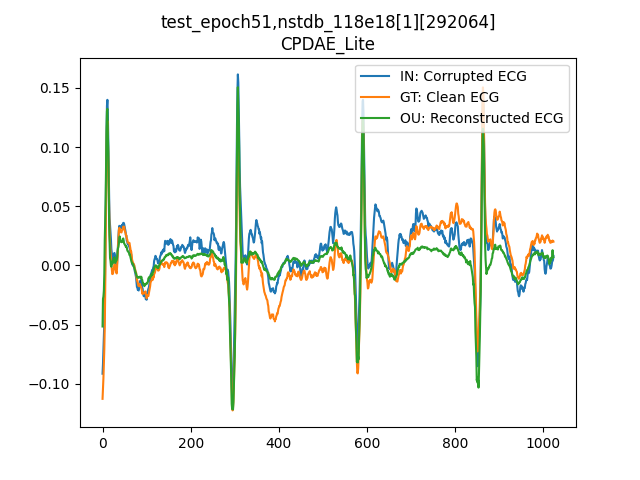 test_epoch51,nstdb_118e18[1][292064]
CPDAE_Lite
IN: Corrupted ECG
GT: Clean ECG
OU: Reconstructed ECG
0.15
0.10
0.05
0.00
−0.05
−0.10
0 200 400 600 800 1000